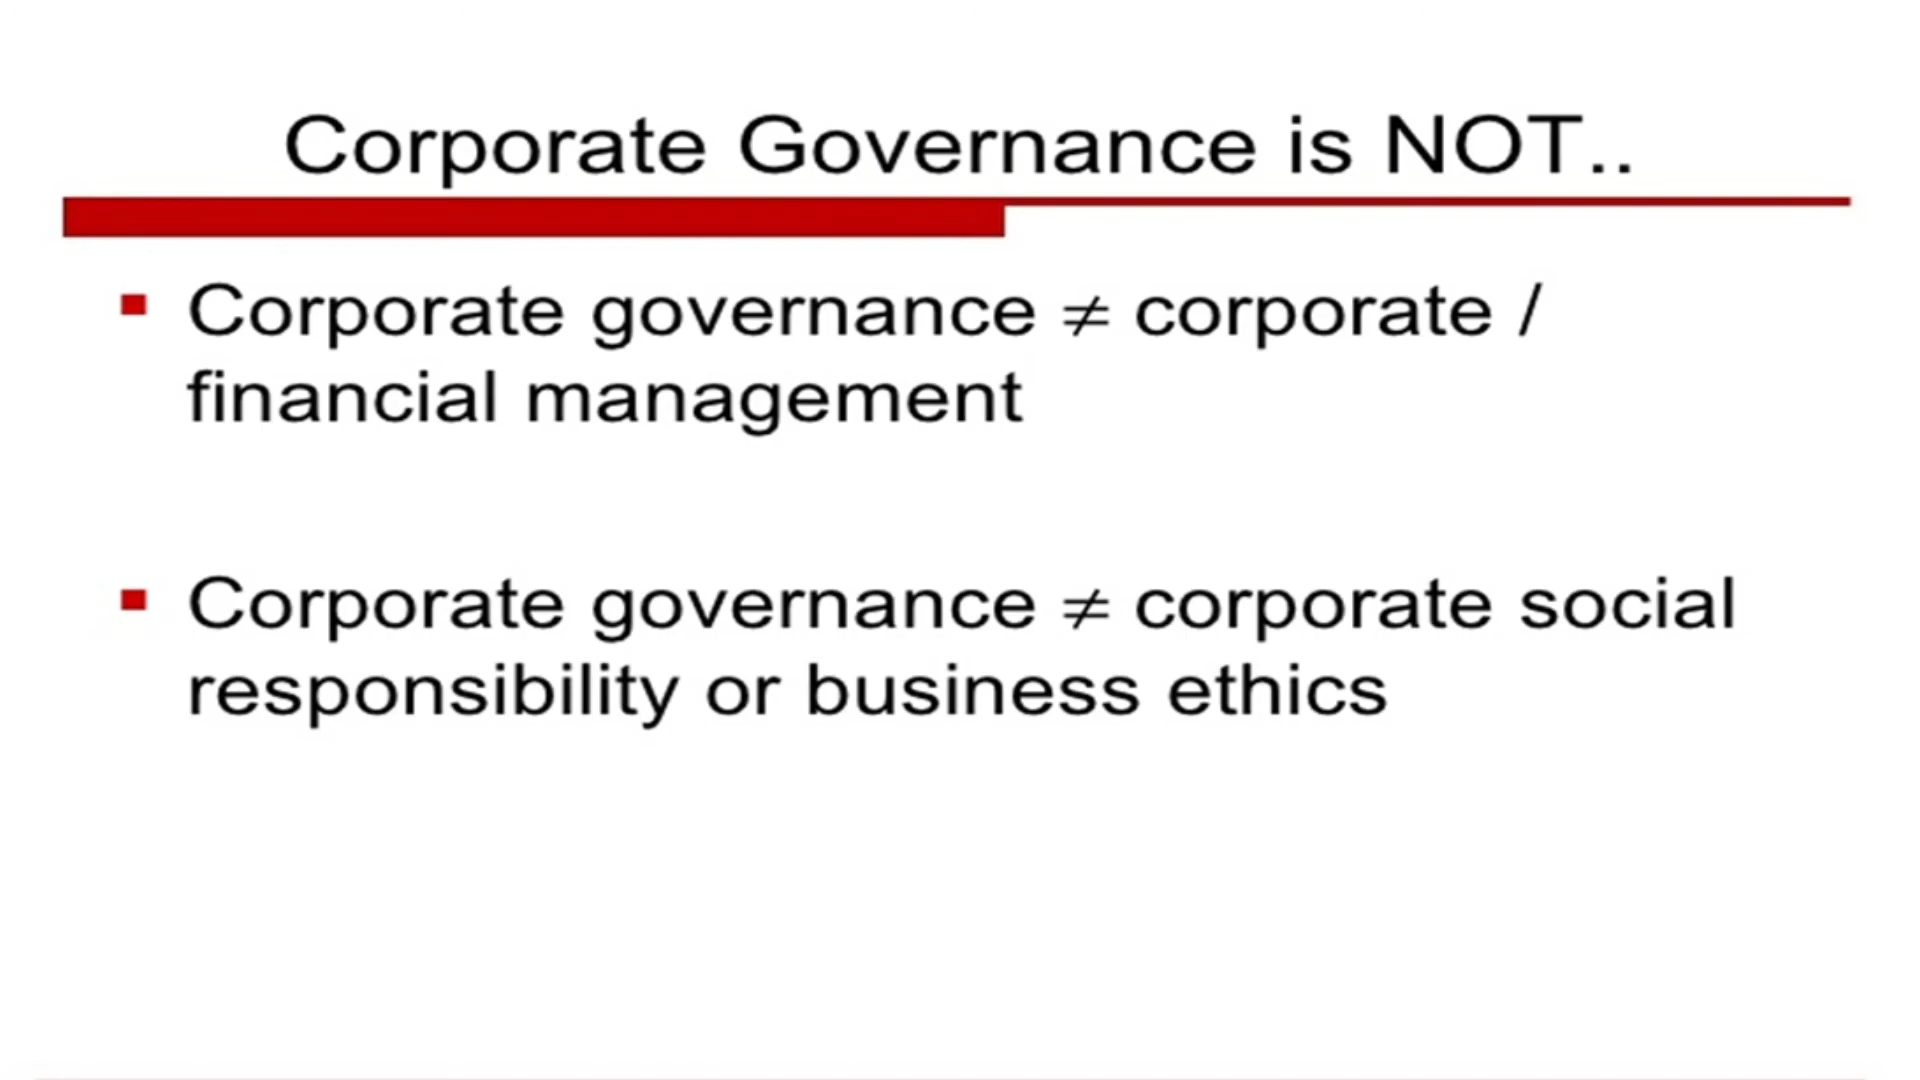 Corporate Governance is NOT..
Corporate governance ≠ corporate /
financial management
Corporate governance ≠ corporate social
responsibility or business ethics